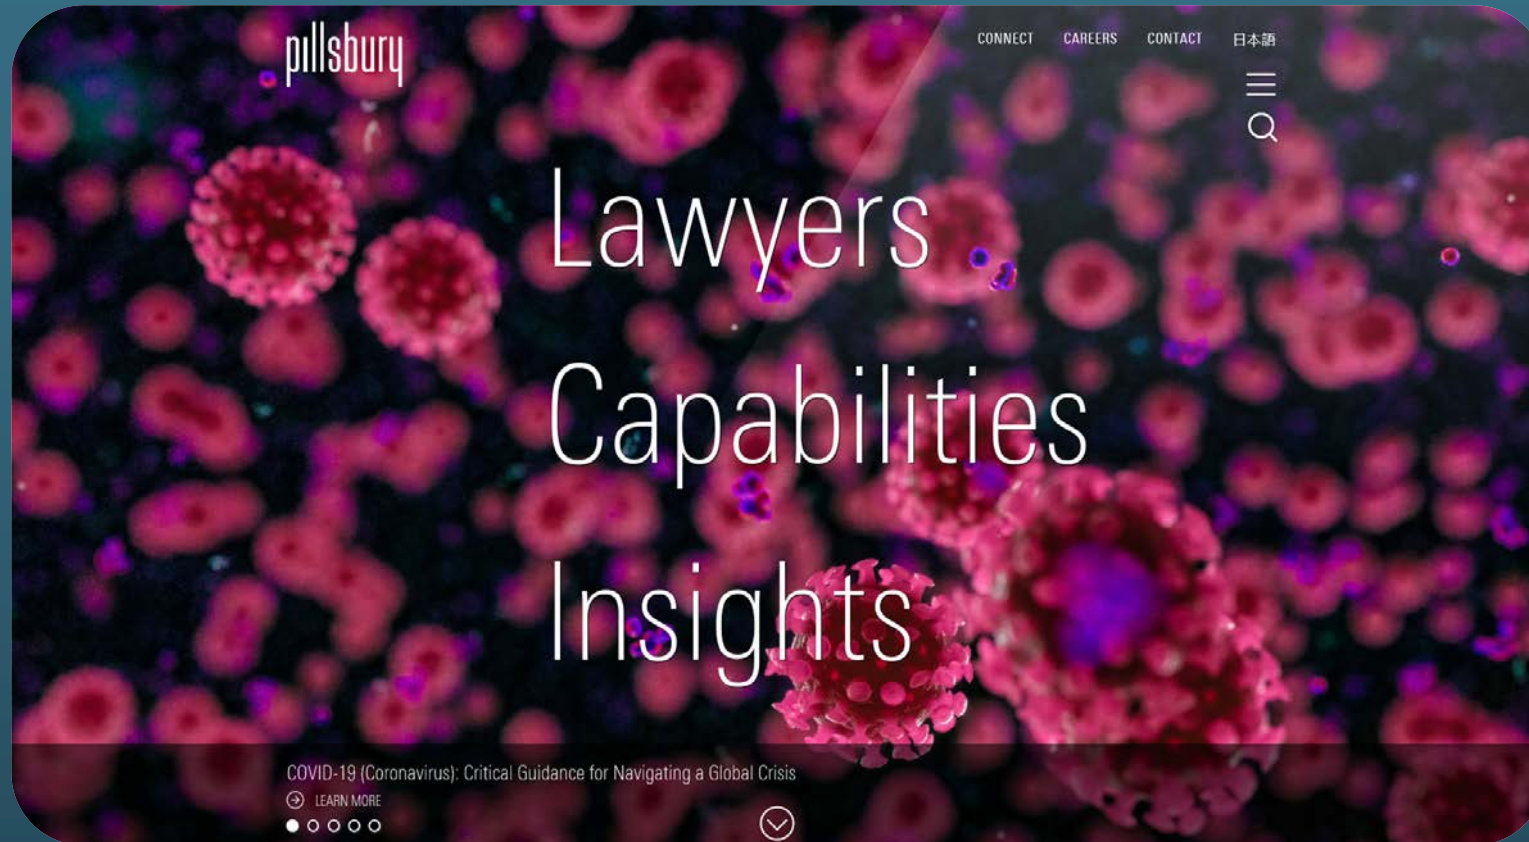 pillsbury
CONNECT CAREERS CONTACT 日本語
Lawyers
Capabilities
Insights
COVID-19 (Coronavirus): Critical Guidance for Navigating a Global Crisis
LEARN MORE